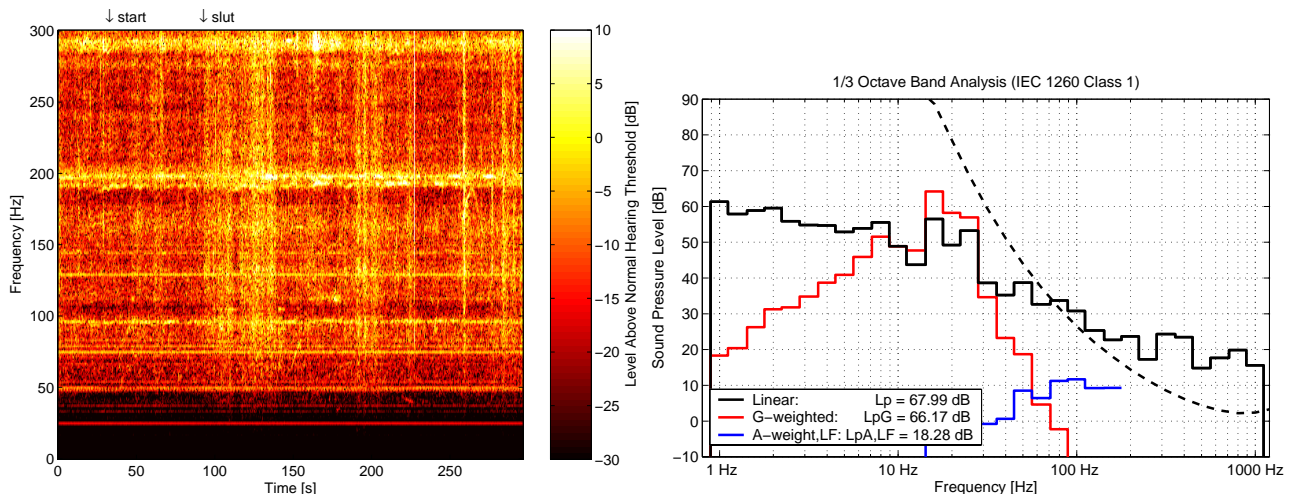 ↓ start ↓ slut
300
250
200
150
100
50
0
Frequency [Hz]
0 50 100 150 200 250
Time [s]
10
5
0
−5
−10
−15
−20
−25
−30
Level Above Normal Hearing Threshold [dB]
1/3 Octave Band Analysis (IEC 1260 Class 1)
90
80
70
60
50
40
30
20
10
0
−10
Sound Pressure Level [dB]
Linear: Lp = 67.99 dB
G−weighted: LpG = 66.17 dB
A−weight,LF: LpA,LF = 18.28 dB
1 Hz 10 Hz 100 Hz 1000 Hz
Frequency [Hz]